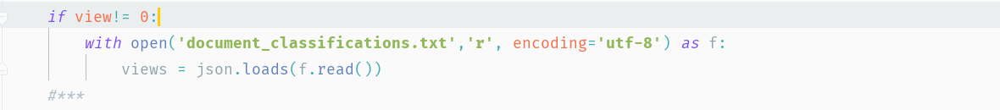 if view!= 0:
with open('document_classifications.txt','r', encoding='utf-8') as f:
views = json.loads(f.read())
#***